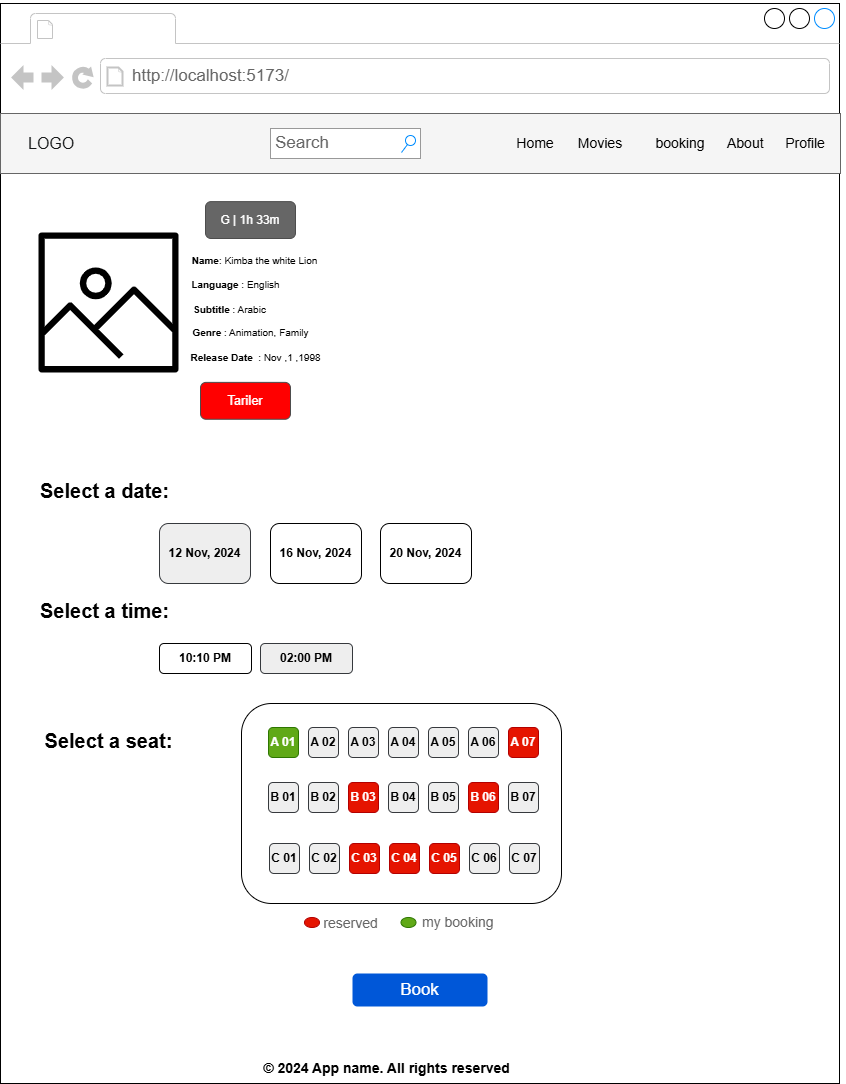 http://localhost:5173/
LOGO Search Home Movies booking About Profile
G | 1h 33m
Name: Kimba the white Lion
Language : English
Subtitle : Arabic
Genre : Animation, Family
Release Date : Nov ,1 ,1998
Tariler
Select a date:
12 Nov, 2024 16 Nov, 2024 20 Nov, 2024
Select a time:
10:10 PM 02:00 PM
Select a seat:
A 01 A 02 A 03 A 04 A 05 A 06 A 07
B 01 B 02 B 03 B 04 B 05 B 06 B 07
C 01 C 02 C 03 C 04 C 05 C 06 C 07
reserved my booking
Book
© 2024 App name. All rights reserved